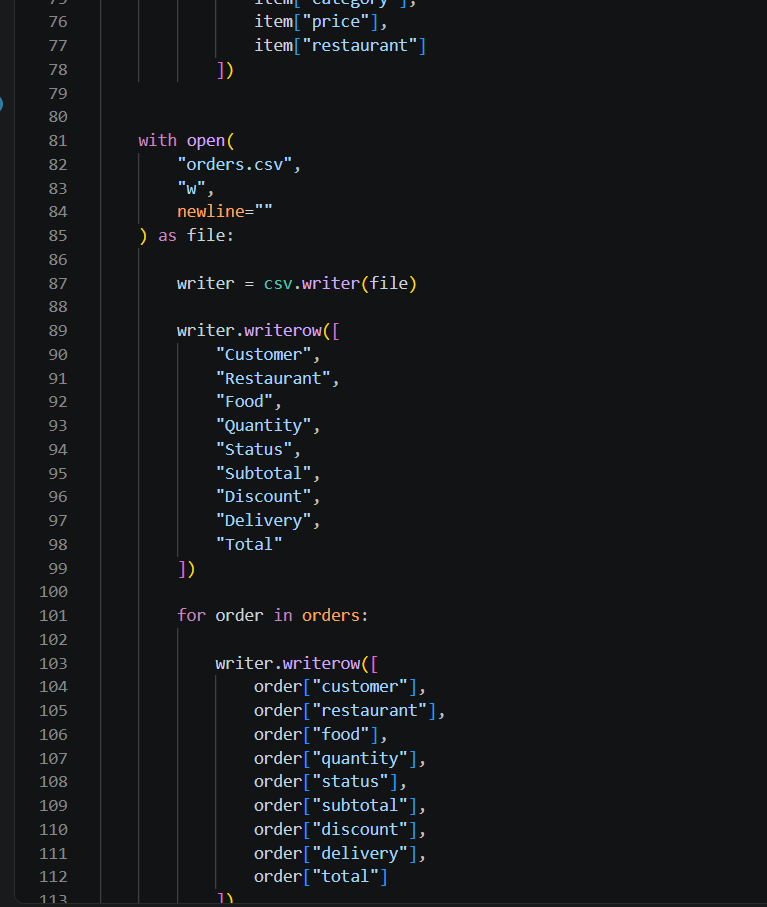 75 item["category"],
76 item["price"],
77 item["restaurant"]
78 ])
79
80
81 with open(
82 "orders.csv",
83 "w",
84 newline=""
85 ) as file:
86
87 writer = csv.writer(file)
88
89 writer.writerow([
90 "Customer",
91 "Restaurant",
92 "Food",
93 "Quantity",
94 "Status",
95 "Subtotal",
96 "Discount",
97 "Delivery",
98 "Total"
99 ])
100
101 for order in orders:
102
103 writer.writerow([
104 order["customer"],
105 order["restaurant"],
106 order["food"],
107 order["quantity"],
108 order["status"],
109 order["subtotal"],
110 order["discount"],
111 order["delivery"],
112 order["total"]
113 ])